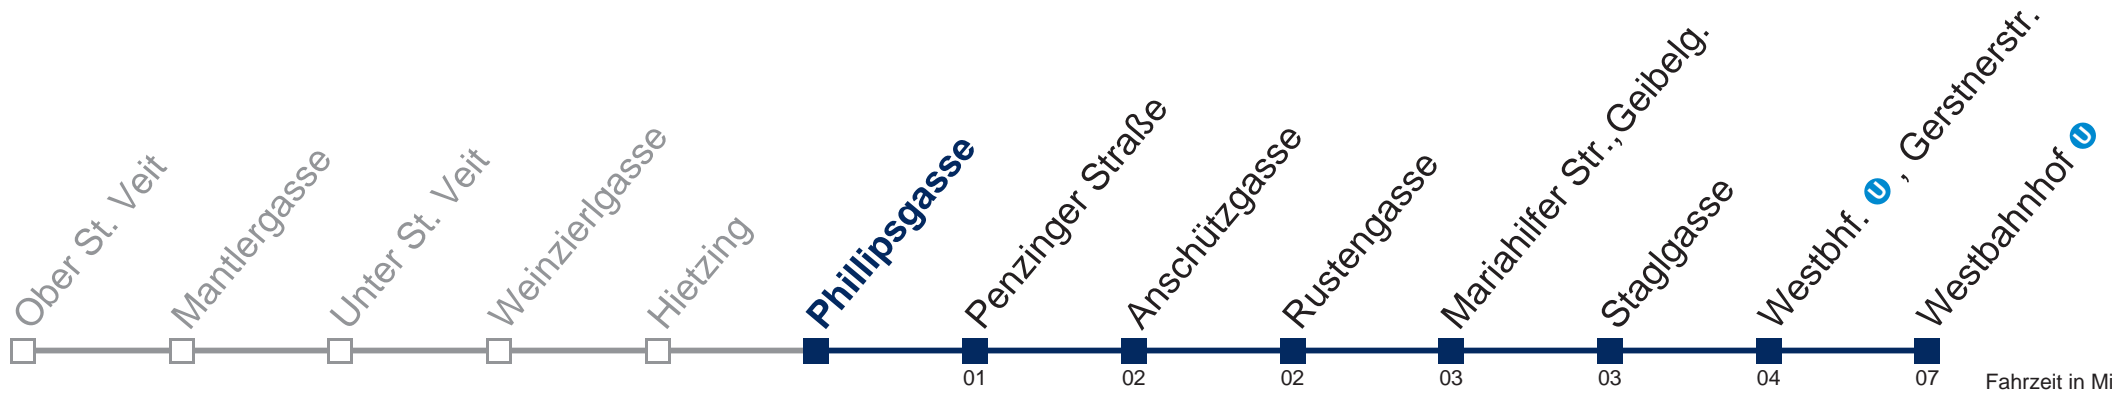 Ober St. Veit
Mantlergasse
Unter St. Veit
Weinzierlgasse
Hietzing
Phillipsgasse
Penzinger Straße
Anschützgasse
Rustengasse
Mariahilfer Str.,Geibelg.
Staglgasse
Westbhf. U , Gerstnerstr.
Westbahnhof U
01 02 02 03 03 04 07 Fahrzeit in Mi